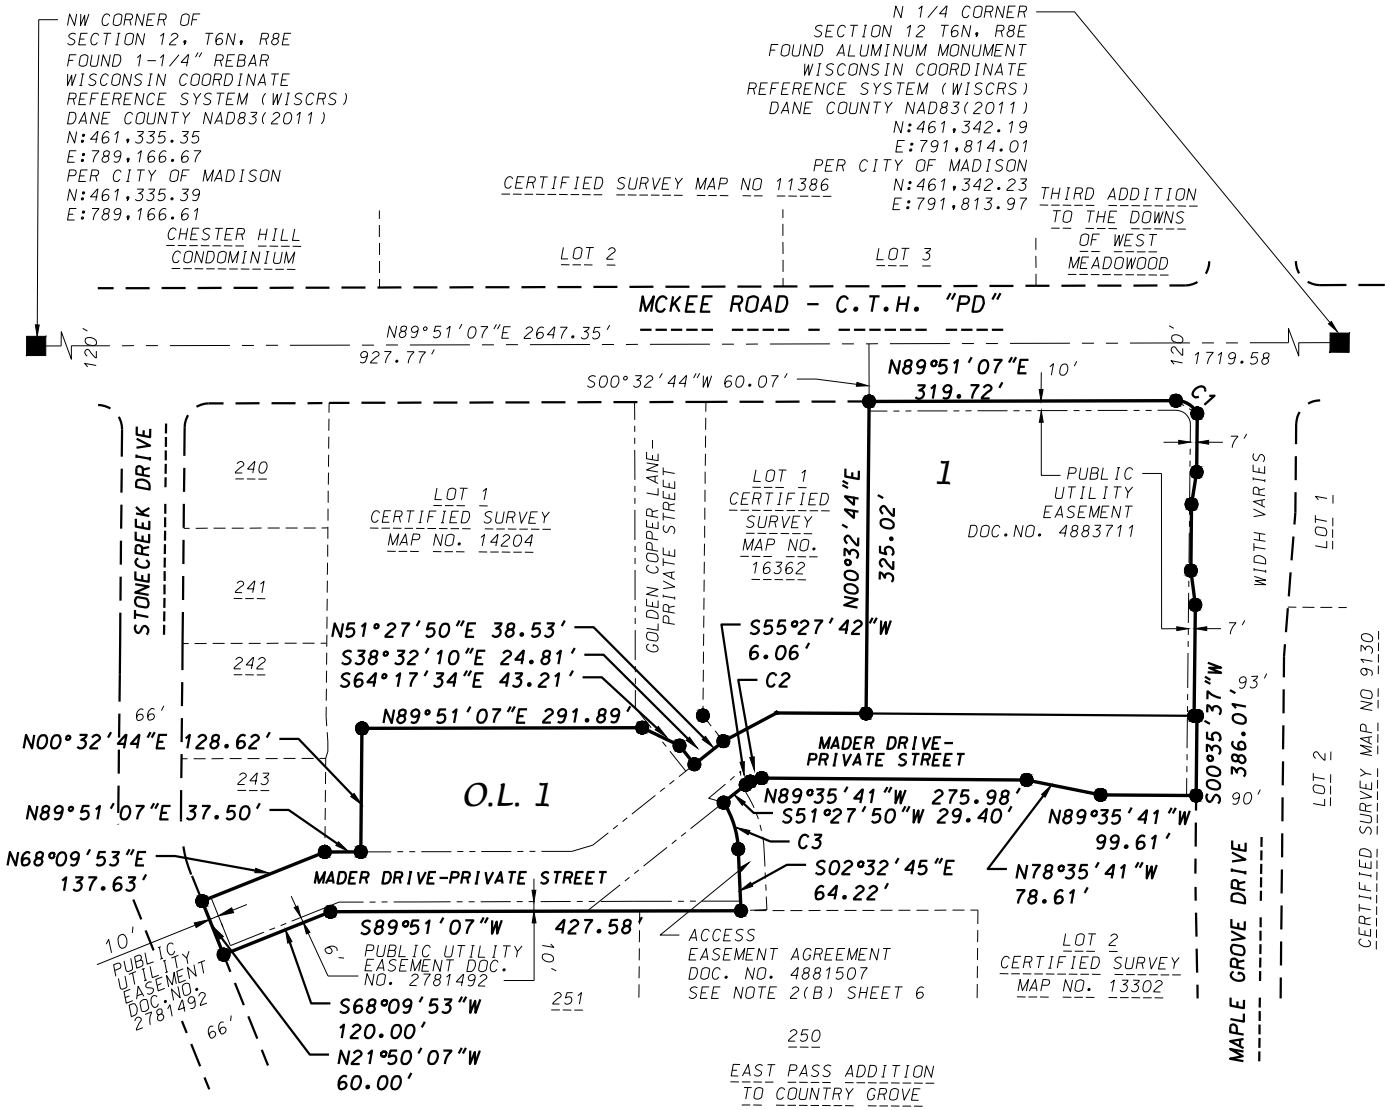 NW CORNER OF
SECTION 12, T6N, R8E
FOUND 1-1/4" REBAR
WISCONSIN COORDINATE
REFERENCE SYSTEM (WISCRS)
DANE COUNTY NAD83(2011)
N:461,335.35
E:789,166.67
PER CITY OF MADISON
N:461,335.39
E:789,166.61
N 1/4 CORNER
SECTION 12 T6N, R8E
FOUND ALUMINUM MONUMENT
WISCONSIN COORDINATE
REFERENCE SYSTEM (WISCRS)
DANE COUNTY NAD83(2011)
N:461,342.19
E:791,814.01
PER CITY OF MADISON
N:461,342.23
E:791,813.97
CERTIFIED SURVEY MAP NO 11386
THIRD ADDITION
TO THE DOWNS
OF WEST
MEADOWOOD
CHESTER HILL
CONDOMINIUM
LOT 2
LOT 3
MCKEE ROAD - C.T.H. "PD"
N89°51'07"E 2647.35'
120'
927.77'
120'
1719.58
S00°32'44"W 60.07'
N89°51'07"E
319.72'
10'
C1
7'
STONECREEK DRIVE
240
241
242
243
66'
LOT 1
CERTIFIED SURVEY
MAP NO. 14204
GOLDEN COPPER LANE-
PRIVATE STREET
LOT 1
CERTIFIED
SURVEY
MAP NO.
16362
N00°32'44"E
325.02'
1
PUBLIC
UTILITY
EASEMENT
DOC.NO. 4883711
WIDTH VARIES
LOT 1
7'
N51°27'50"E 38.53'
S38°32'10"E 24.81'
S64°17'34"E 43.21'
N89°51'07"E 291.89'
S55°27'42"W
6.06'
C2
93'
S00°35'37"W
386.01'
90'
LOT 2
CERTIFIED SURVEY MAP NO 9130
N00°32'44"E 128.62'
N89°51'07"E 37.50'
N68°09'53"E
137.63'
O.L. 1
MADER DRIVE-
PRIVATE STREET
N89°35'41"W 275.98'
S51°27'50"W 29.40'
C3
S02°32'45"E
64.22'
N89°35'41"W
99.61'
N78°35'41"W
78.61'
MADER DRIVE-PRIVATE STREET
S89°51'07"W 427.58'
10'
PUBLIC
UTILITY
EASEMENT
DOC.NO.
2781492
66'
6'
PUBLIC UTILITY
EASEMENT DOC.
NO. 2781492
10'
S68°09'53"W
120.00'
N21°50'07"W
60.00'
251
ACCESS
EASEMENT AGREEMENT
DOC. NO. 4881507
SEE NOTE 2(B) SHEET 6
LOT 2
CERTIFIED SURVEY
MAP NO. 13302
MAPLE GROVE DRIVE
250
EAST PASS ADDITION
TO COUNTRY GROVE